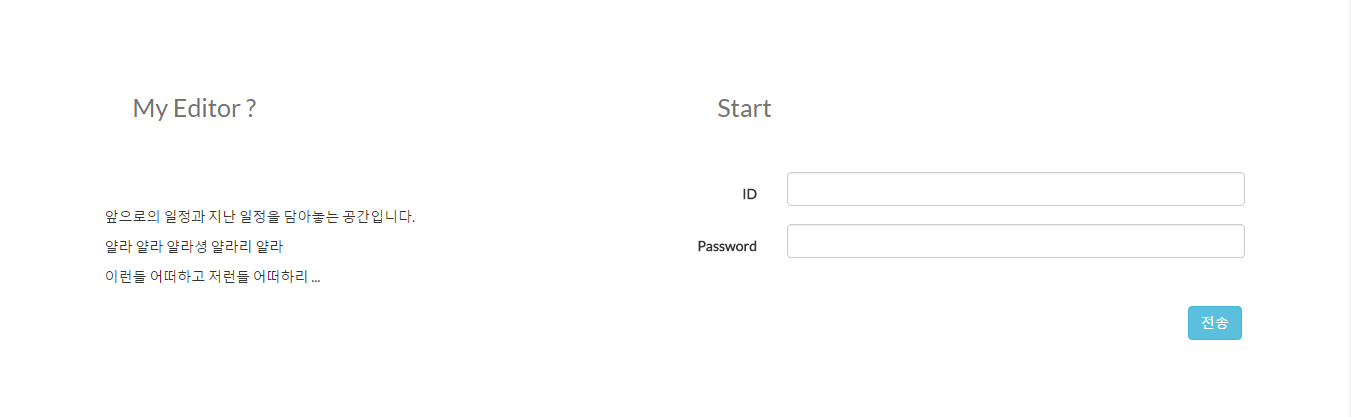 My Editor ?
앞으로의 일정과 지난 일정을 담아놓는 공간입니다.
얄라 얄라 얄라셩 얄라리 얄라
이런들 어떠하고 저런들 어떠하리 ...
Start
ID
Password
전송